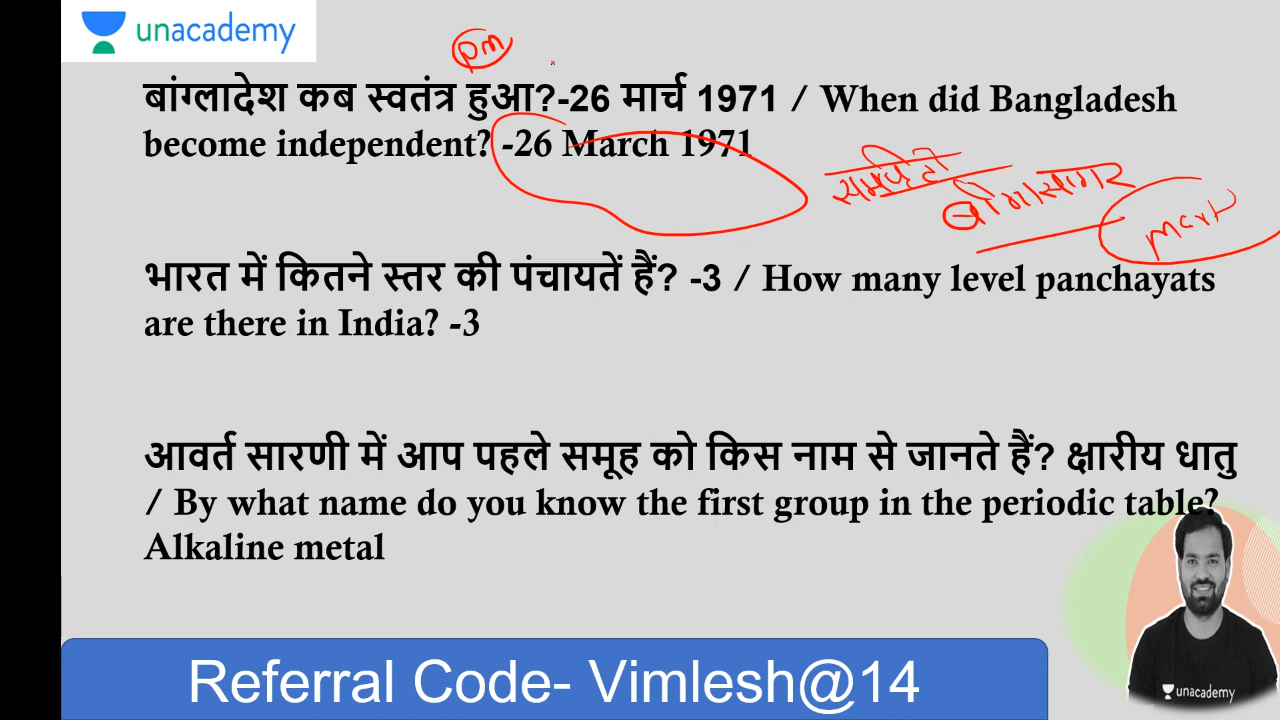 unacademy
pm
बांग्लादेश कब स्वतंत्र हुआ?-26 मार्च 1971 / When did Bangladesh
become independent? -26 March 1971
भारत में कितने स्तर की पंचायतें हैं? -3 / How many level panchayats
are there in India? -3
आवर्त सारणी में आप पहले समूह को किस नाम से जानते हैं? क्षारीय धातु
/ By what name do you know the first group in the periodic table?
Alkaline metal
unacademy
Referral Code- Vimlesh@14